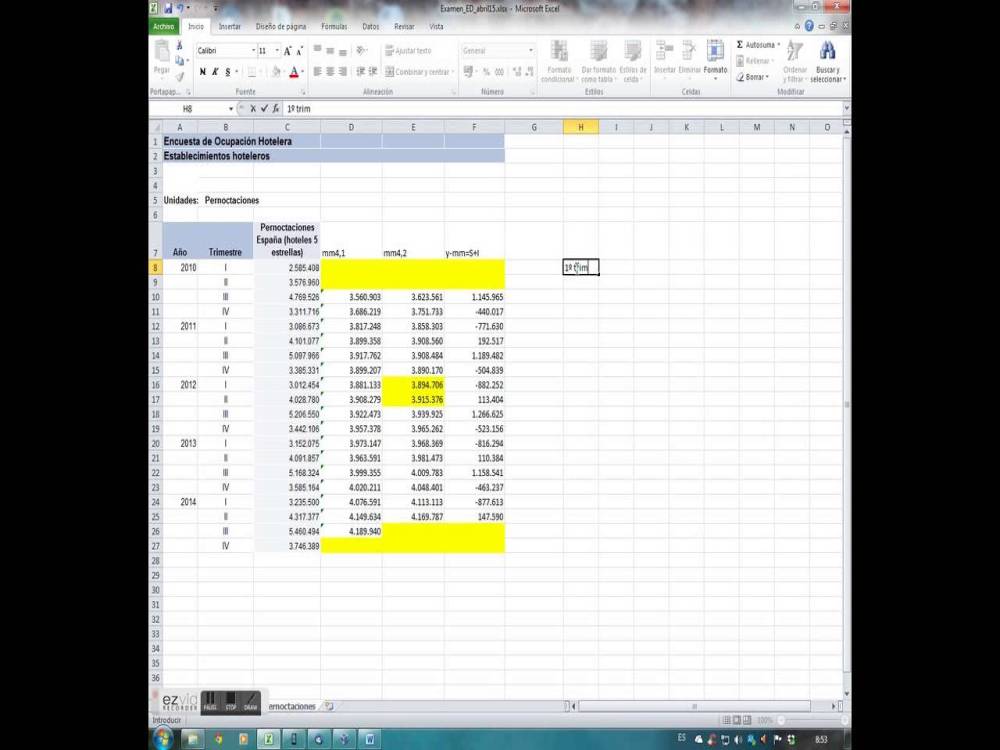 Examen_ED_abril15.xlsx - Microsoft Excel
Archivo Inicio Insertar Diseño de página Fórmulas Datos Revisar Vista
Calibri 11 A A Ajustar texto General Σ Autosuma
Pegar N K S A Combinar y centrar % 000 Formato condicional Dar formato como tabla Estilos de celda Insertar Eliminar Formato Rellenar Borrar Ordenar y filtrar Buscar y seleccionar
Portapap... Fuente Alineación Número Estilos Celdas Modificar
H8 fx 1º trim
A B C D E F G H I J K L M N O
1 Encuesta de Ocupación Hotelera
2 Establecimientos hoteleros
3
4
5 Unidades: Pernoctaciones
6
7 Año Trimestre Pernoctaciones España (hoteles 5 estrellas) mm4,1 mm4,2 y-mm=S+I
8 2010 I 2.585.408 1º trim
9 II 3.576.960
10 III 4.769.526 3.560.903 3.623.561 1.145.965
11 IV 3.311.716 3.686.219 3.751.733 -440.017
12 2011 I 3.086.673 3.817.248 3.858.303 -771.630
13 II 4.101.077 3.899.358 3.908.560 192.517
14 III 5.097.966 3.917.762 3.908.484 1.189.482
15 IV 3.385.331 3.899.207 3.890.170 -504.839
16 2012 I 3.012.454 3.881.133 3.894.706 -882.252
17 II 4.028.780 3.908.279 3.915.376 113.404
18 III 5.206.550 3.922.473 3.939.925 1.266.625
19 IV 3.442.106 3.957.378 3.965.262 -523.156
20 2013 I 3.152.075 3.973.147 3.968.369 -816.294
21 II 4.091.857 3.963.591 3.981.473 110.384
22 III 5.168.324 3.999.355 4.009.783 1.158.541
23 IV 3.585.164 4.020.211 4.048.401 -463.237
24 2014 I 3.235.500 4.076.591 4.113.113 -877.613
25 II 4.317.377 4.149.634 4.169.787 147.590
26 III 5.460.494 4.189.940
27 IV 3.746.389
28
29
30
31
32
33
34
35
36
ezvid RECORDER PAUSE STOP DRAW ernoctaciones
Introducir 100%
ES 8:53